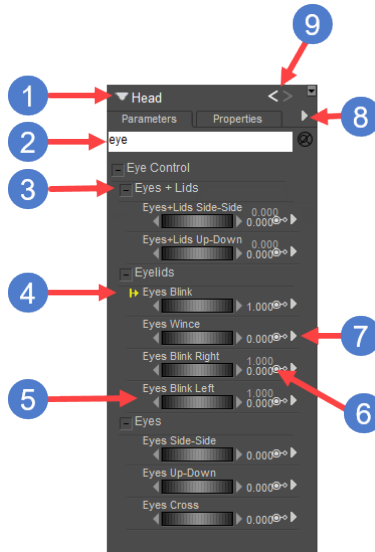 9
1
Head
< >
8
Parameters Properties
2
eye
Eye Control
3
Eyes + Lids
Eyes+Lids Side-Side
0.000
0.000
Eyes+Lids Up-Down
0.000
0.000
Eyelids
4
Eyes Blink
1.000
Eyes Wince
7
0.000
Eyes Blink Right
1.000
0.000
5
Eyes Blink Left
1.000
0.000
6
Eyes
Eyes Side-Side
0.000
Eyes Up-Down
0.000
Eyes Cross
0.000